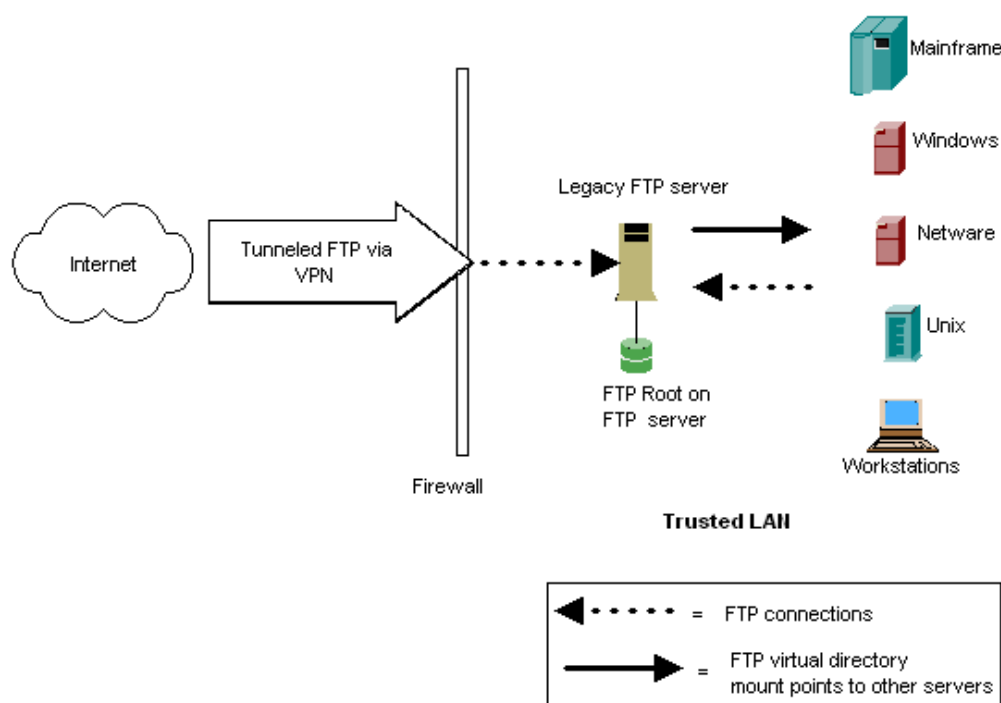 Mainframe
Windows
Legacy FTP server
Netware
Internet
Tunneled FTP via
VPN
Unix
FTP Root on
FTP server
Workstations
Firewall
Trusted LAN
= FTP connections
= FTP virtual directory
mount points to other servers